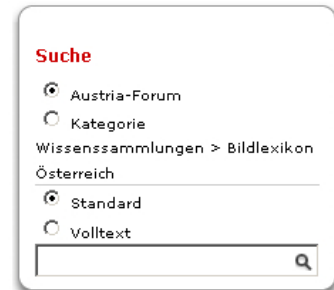 Suche
Austria-Forum
Kategorie
Wissenssammlungen > Bildlexikon
Österreich
Standard
Volltext